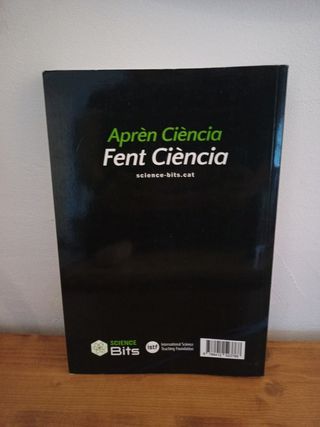 Aprèn Ciència
Fent Ciència
science-bits.cat
SCIENCE
Bits
istf
International Science
Teaching Foundation